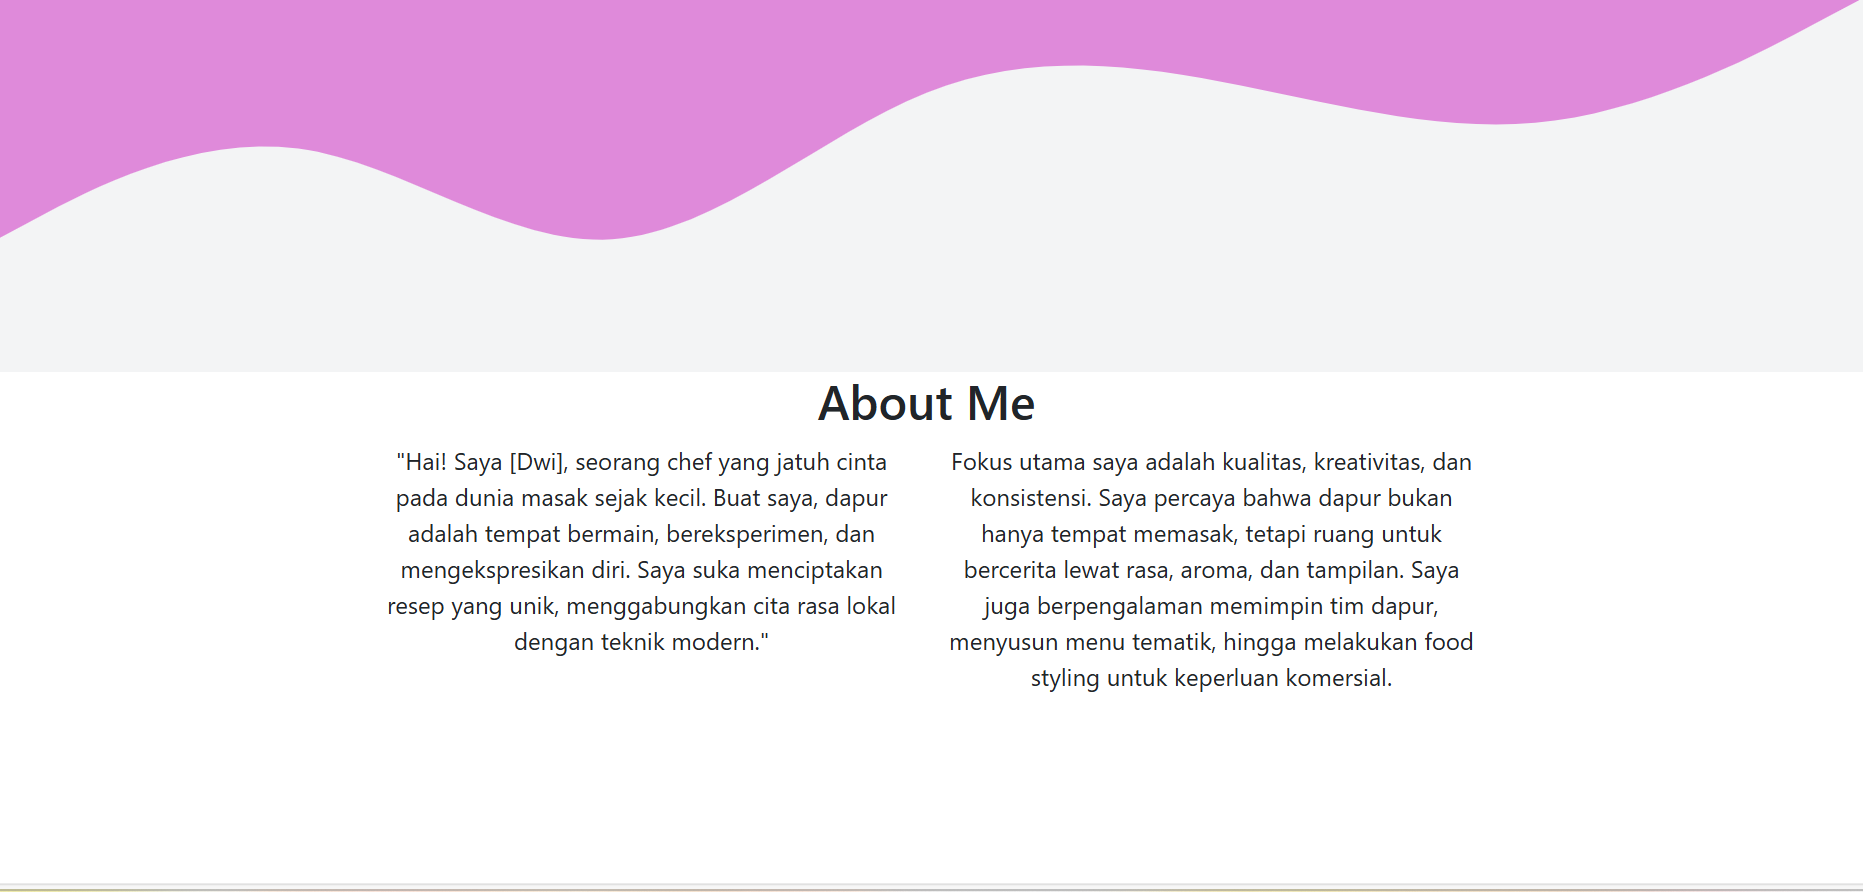 About Me
"Hai! Saya [Dwi], seorang chef yang jatuh cinta
pada dunia masak sejak kecil. Buat saya, dapur
adalah tempat bermain, bereksperimen, dan
mengekspresikan diri. Saya suka menciptakan
resep yang unik, menggabungkan cita rasa lokal
dengan teknik modern."
Fokus utama saya adalah kualitas, kreativitas, dan
konsistensi. Saya percaya bahwa dapur bukan
hanya tempat memasak, tetapi ruang untuk
bercerita lewat rasa, aroma, dan tampilan. Saya
juga berpengalaman memimpin tim dapur,
menyusun menu tematik, hingga melakukan food
styling untuk keperluan komersial.